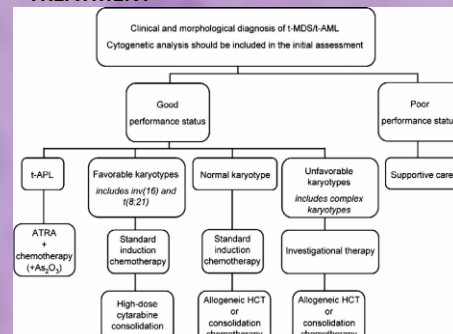 Clinical and morphological diagnosis of t-MDS/t-AML
Cytogenetic analysis should be included in the initial assessment
Good
performance status
Poor
performance status
t-APL
Favorable karyotypes
includes inv(16) and
t(8;21)
Normal karyotype
Unfavorable
karyotypes
includes complex
karyotypes
Supportive care
ATRA
+
chemotherapy
(+As₂O₃)
Standard
induction
chemotherapy
Standard
induction
chemotherapy
Investigational therapy
High-dose
cytarabine
consolidation
Allogeneic HCT
or
consolidation
chemotherapy
Allogeneic HCT
or
consolidation
chemotherapy